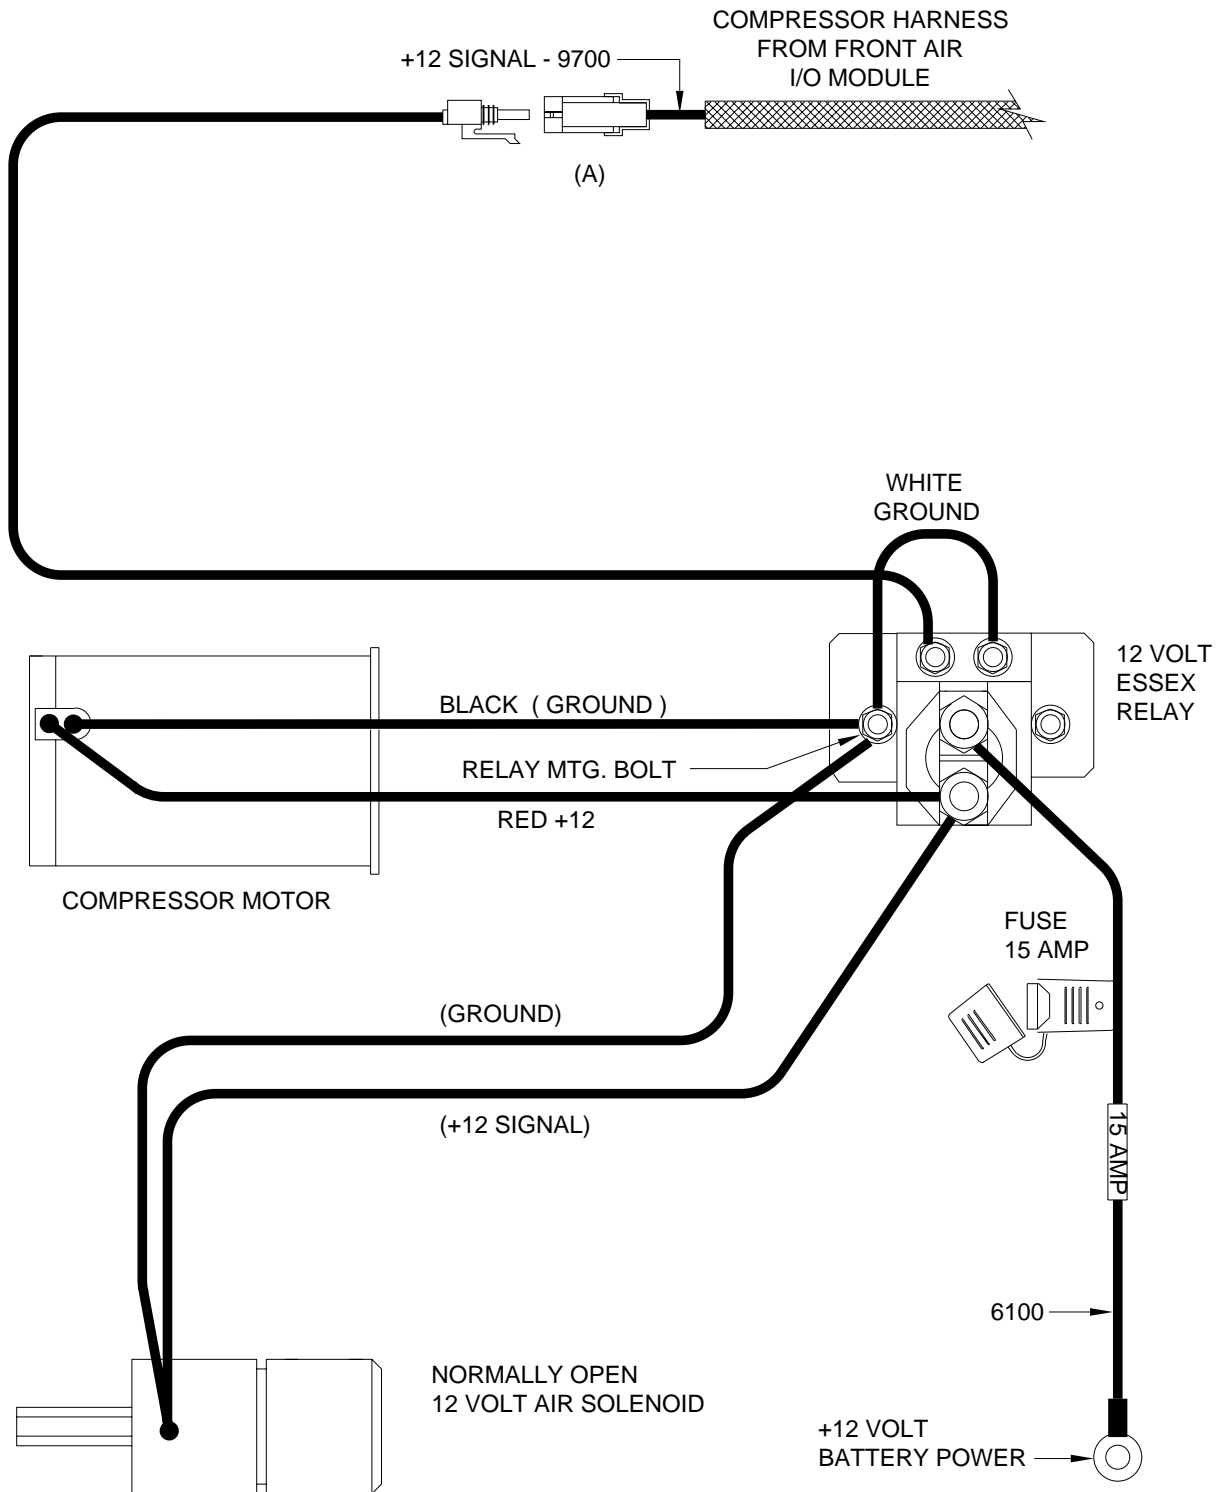 COMPRESSOR HARNESS
FROM FRONT AIR
I/O MODULE
+12 SIGNAL - 9700
(A)
WHITE
GROUND
12 VOLT
ESSEX
RELAY
BLACK ( GROUND )
RELAY MTG. BOLT
RED +12
COMPRESSOR MOTOR
FUSE
15 AMP
(GROUND)
(+12 SIGNAL)
15 AMP
6100
NORMALLY OPEN
12 VOLT AIR SOLENOID
+12 VOLT
BATTERY POWER